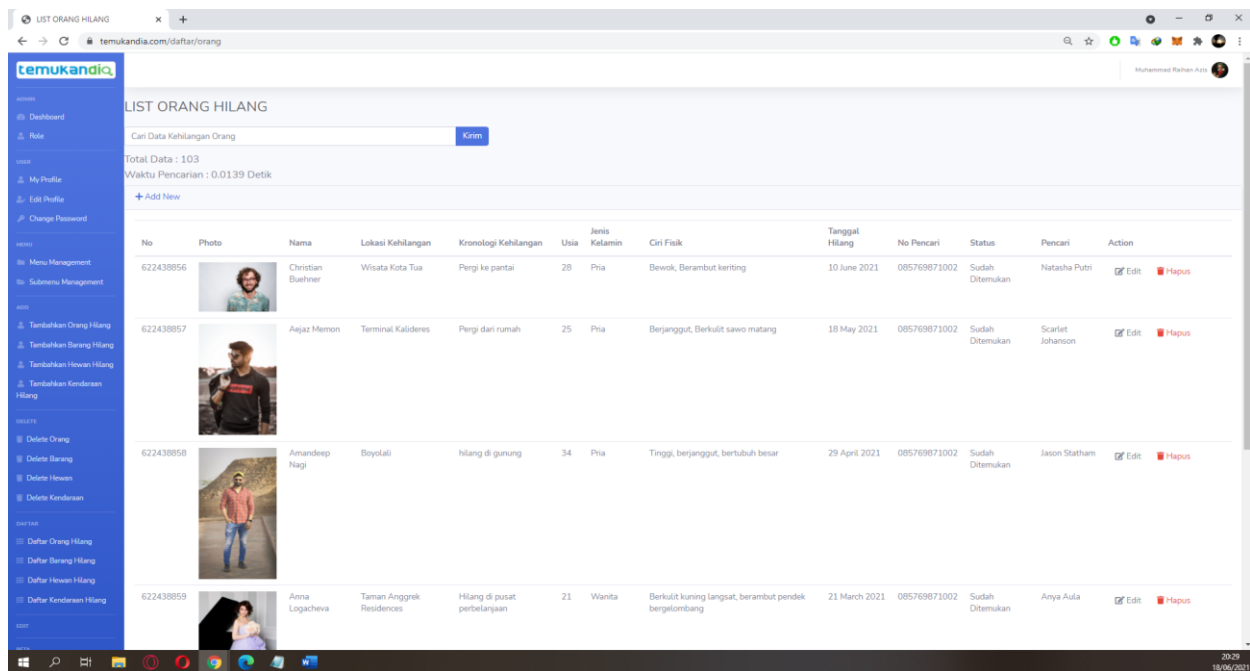 LIST ORANG HILANG
temukandia.com/daftar/orang
temukandia
Muhammad Raihan Azis
ADMIN
Dashboard
Role
USER
My Profile
Edit Profile
Change Password
MENU
Menu Management
Submenu Management
ADD
Tambahkan Orang Hilang
Tambahkan Barang Hilang
Tambahkan Hewan Hilang
Tambahkan Kendaraan
Hilang
DELETE
Delete Orang
Delete Barang
Delete Hewan
Delete Kendaraan
DAFTAR
Daftar Orang Hilang
Daftar Barang Hilang
Daftar Hewan Hilang
Daftar Kendaraan Hilang
EDIT
LIST ORANG HILANG
Cari Data Kehilangan Orang Kirim
Total Data : 103
Waktu Pencarian : 0.0139 Detik
+ Add New
No Photo Nama Lokasi Kehilangan Kronologi Kehilangan Usia Jenis Kelamin Ciri Fisik Tanggal Hilang No Pencari Status Pencari Action
622438856 Christian Buehner Wisata Kota Tua Pergi ke pantai 28 Pria Bewok, Berambut keriting 10 June 2021 085769871002 Sudah Ditemukan Natasha Putri Edit Hapus
622438857 Aejaz Memon Terminal Kalideres Pergi dari rumah 25 Pria Berjanggut, Berkulit sawo matang 18 May 2021 085769871002 Sudah Ditemukan Scarlet Johanson Edit Hapus
622438858 Amandeep Nagi Boyolali hilang di gunung 34 Pria Tinggi, berjanggut, bertubuh besar 29 April 2021 085769871002 Sudah Ditemukan Jason Statham Edit Hapus
622438859 Anna Logacheva Taman Anggrek Residences Hilang di pusat perbelanjaan 21 Wanita Berkulit kuning langsat, berambut pendek bergelombang 21 March 2021 085769871002 Sudah Ditemukan Anya Aula Edit Hapus
20:29
18/06/2021